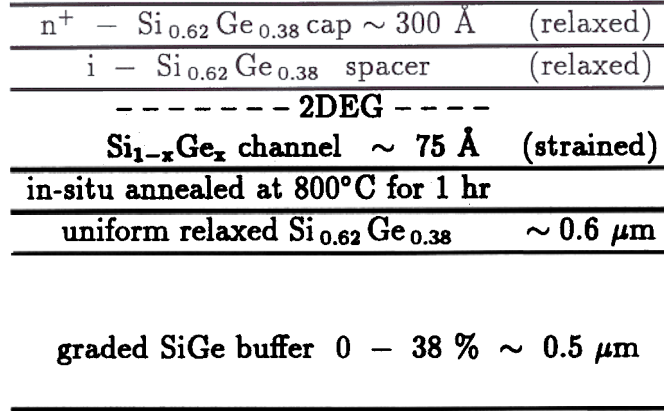 n⁺ − Si₀.₆₂Ge₀.₃₈ cap ~ 300 Å (relaxed)
i − Si₀.₆₂Ge₀.₃₈ spacer (relaxed)
− − − − − − − 2DEG − − − −
Si₁₋ₓGeₓ channel ~ 75 Å (strained)
in-situ annealed at 800°C for 1 hr
uniform relaxed Si₀.₆₂Ge₀.₃₈ ~ 0.6 μm
graded SiGe buffer 0 − 38 % ~ 0.5 μm